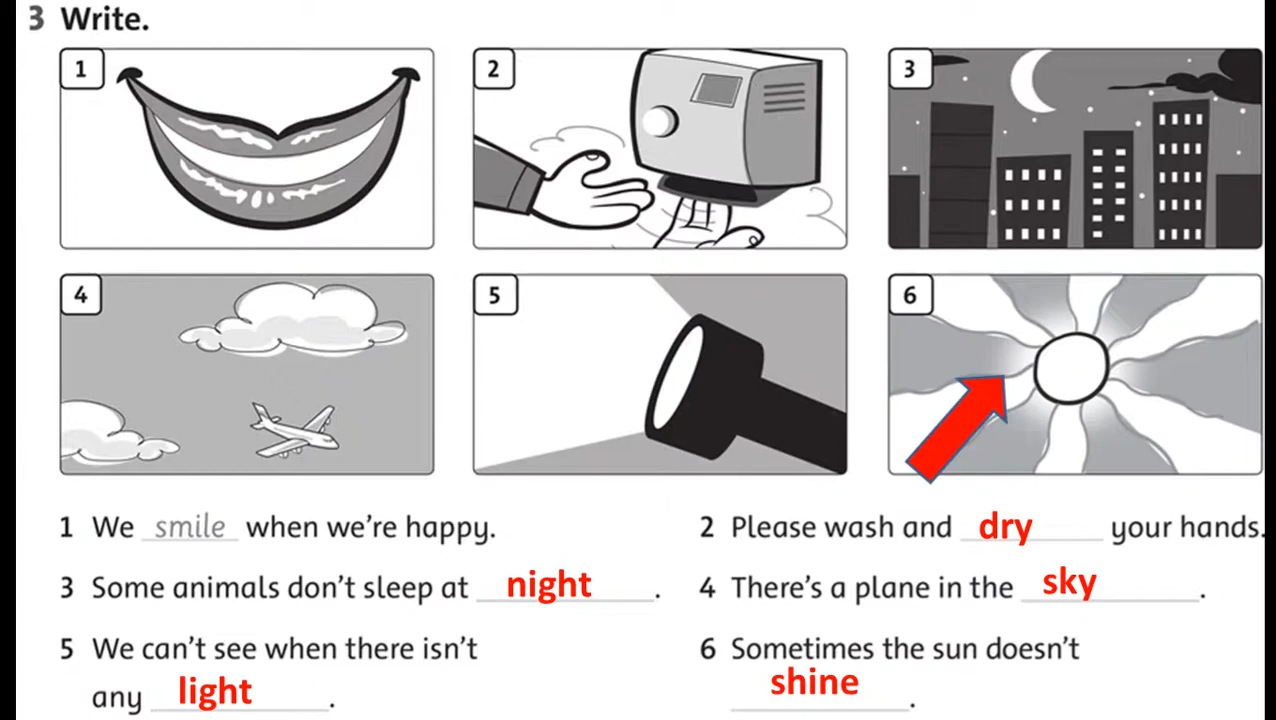 3 Write.
1
2
3
4
5
6
1 We smile when we're happy.
2 Please wash and dry your hands.
3 Some animals don't sleep at night.
4 There's a plane in the sky.
5 We can't see when there isn't
any light.
6 Sometimes the sun doesn't
shine.